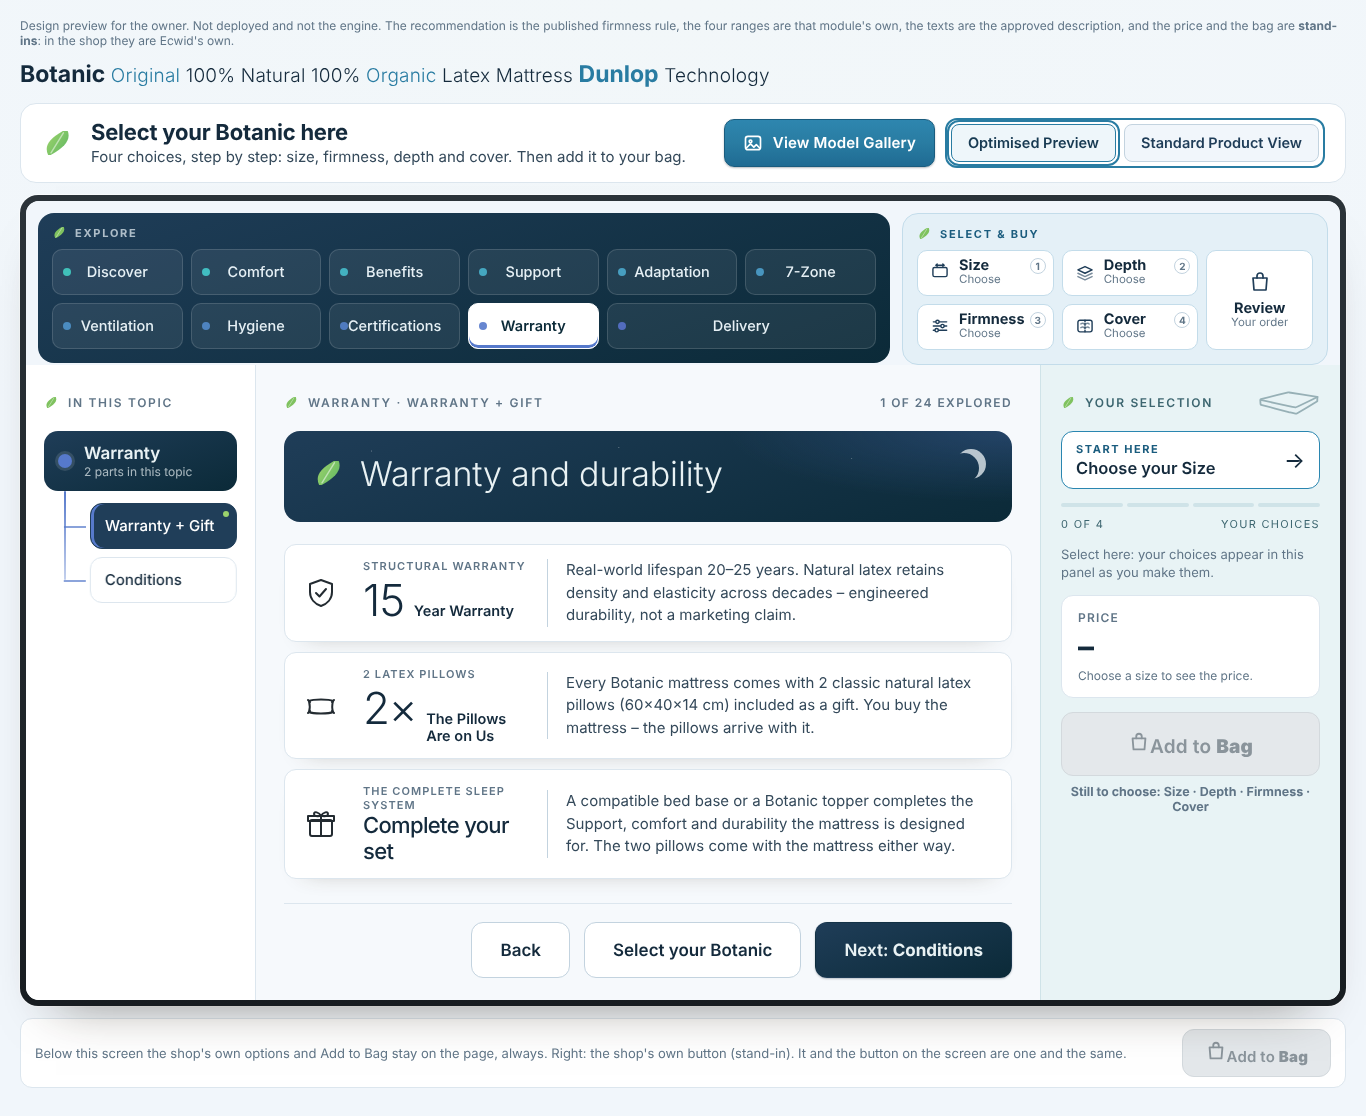 Design preview for the owner. Not deployed and not the engine. The recommendation is the published firmness rule, the four ranges are that module's own, the texts are the approved description, and the price and the bag are stand-
ins: in the shop they are Ecwid's own.
Botanic Original 100% Natural 100% Organic Latex Mattress Dunlop Technology
Select your Botanic here
Four choices, step by step: size, firmness, depth and cover. Then add it to your bag.
View Model Gallery
Optimised Preview
Standard Product View
EXPLORE
Discover
Comfort
Benefits
Support
Adaptation
7-Zone
Ventilation
Hygiene
Certifications
Warranty
Delivery
SELECT & BUY
Size
Choose
1
Depth
Choose
2
Firmness
Choose
3
Cover
Choose
4
Review
Your order
IN THIS TOPIC
Warranty
2 parts in this topic
Warranty + Gift
Conditions
WARRANTY · WARRANTY + GIFT
1 OF 24 EXPLORED
Warranty and durability
STRUCTURAL WARRANTY
15 Year Warranty
Real-world lifespan 20–25 years. Natural latex retains
density and elasticity across decades – engineered
durability, not a marketing claim.
2 LATEX PILLOWS
2× The Pillows
Are on Us
Every Botanic mattress comes with 2 classic natural latex
pillows (60×40×14 cm) included as a gift. You buy the
mattress – the pillows arrive with it.
THE COMPLETE SLEEP
SYSTEM
Complete your
set
A compatible bed base or a Botanic topper completes the
Support, comfort and durability the mattress is designed
for. The two pillows come with the mattress either way.
Back
Select your Botanic
Next: Conditions
YOUR SELECTION
START HERE
Choose your Size
0 OF 4
YOUR CHOICES
Select here: your choices appear in this
panel as you make them.
PRICE
–
Choose a size to see the price.
Add to Bag
Still to choose: Size · Depth · Firmness ·
Cover
Below this screen the shop's own options and Add to Bag stay on the page, always. Right: the shop's own button (stand-in). It and the button on the screen are one and the same.
Add to Bag